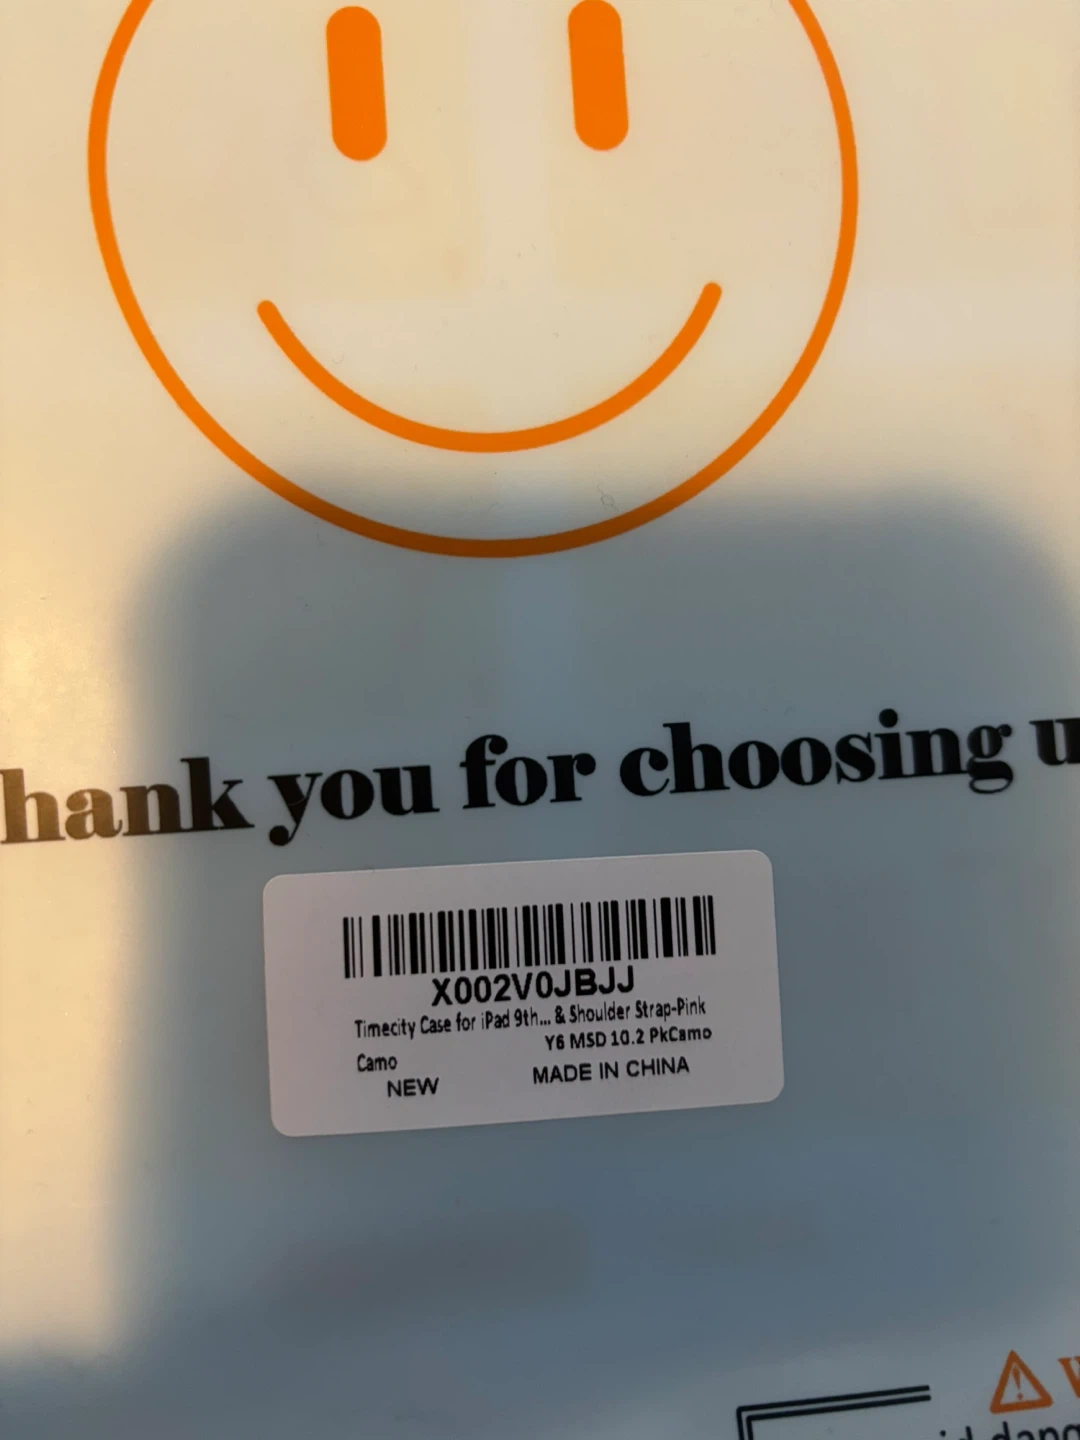 hank you for choosing u
X002V0JBJJ
Timecity Case for iPad 9th... & Shoulder Strap-Pink
Y6 MSD 10.2 PkCamo
Camo
NEW MADE IN CHINA